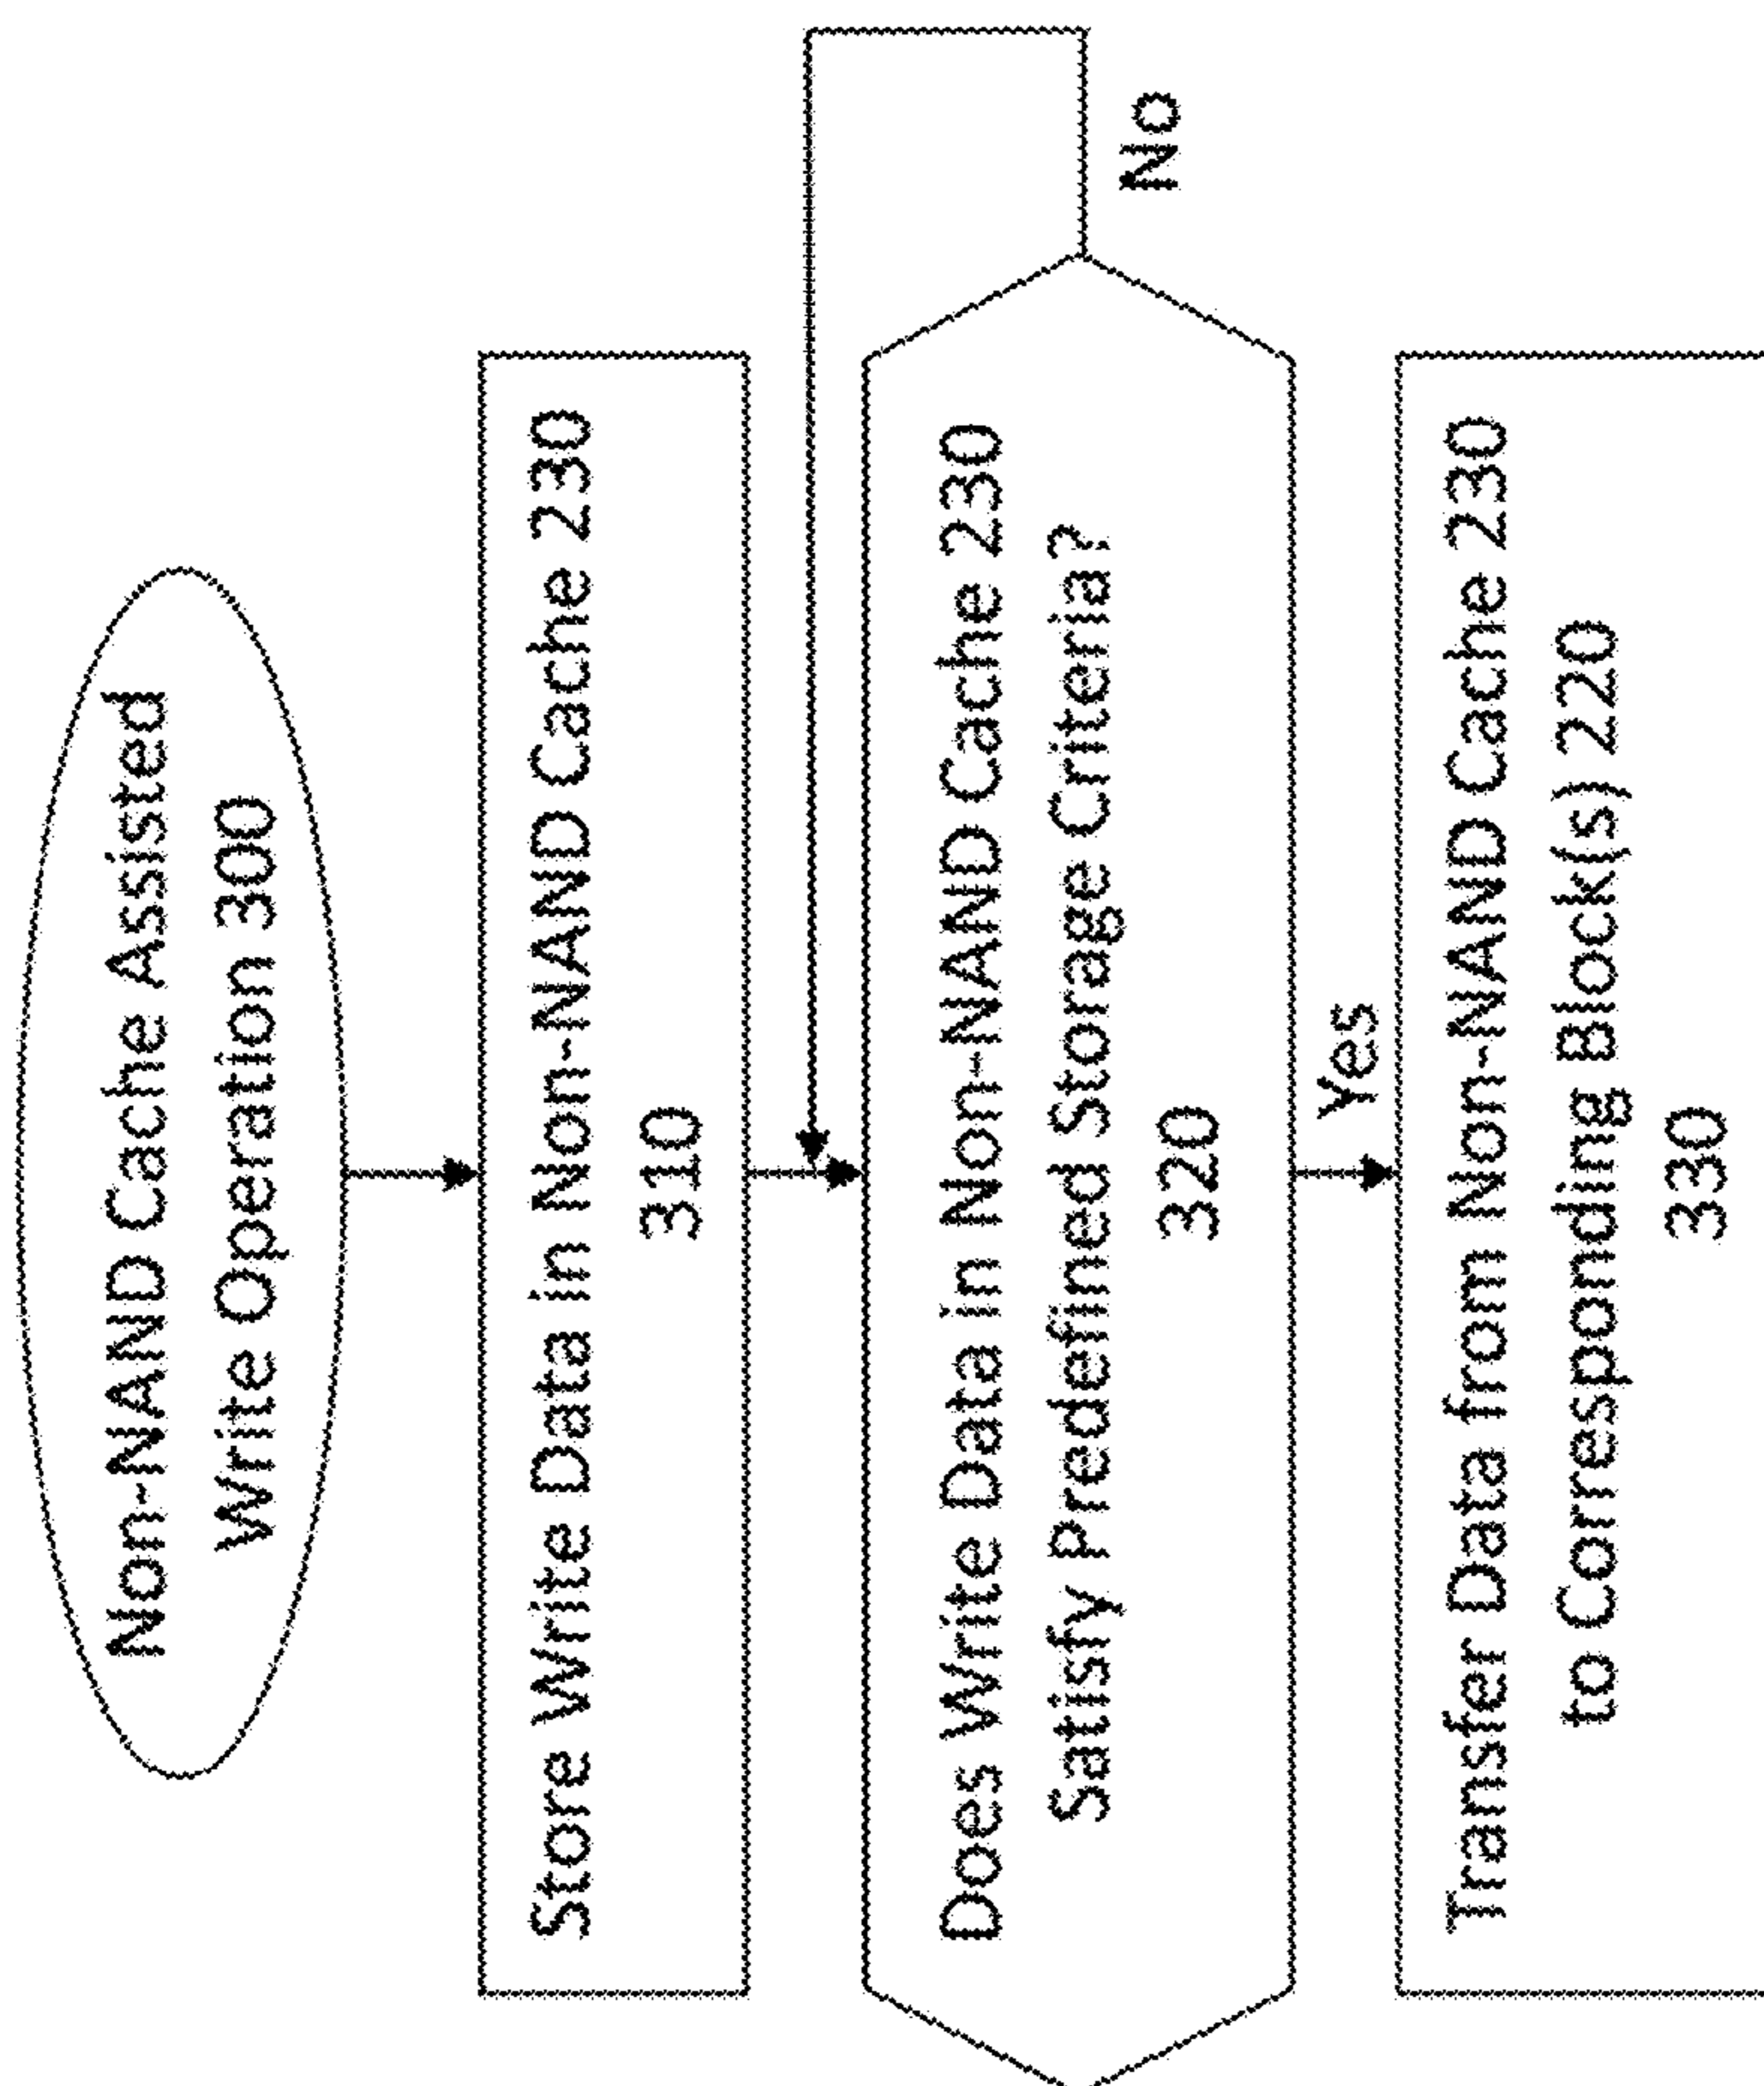 Non-NAND Cache Assisted
Write Operation 300
Store Write Data in Non-NAND Cache 230
310
Does Write Data in Non-NAND Cache 230
Satisfy Predefined Storage Criteria?
320
No
Yes
Transfer Data from Non-NAND Cache 230
to Corresponding Block(s) 220
330